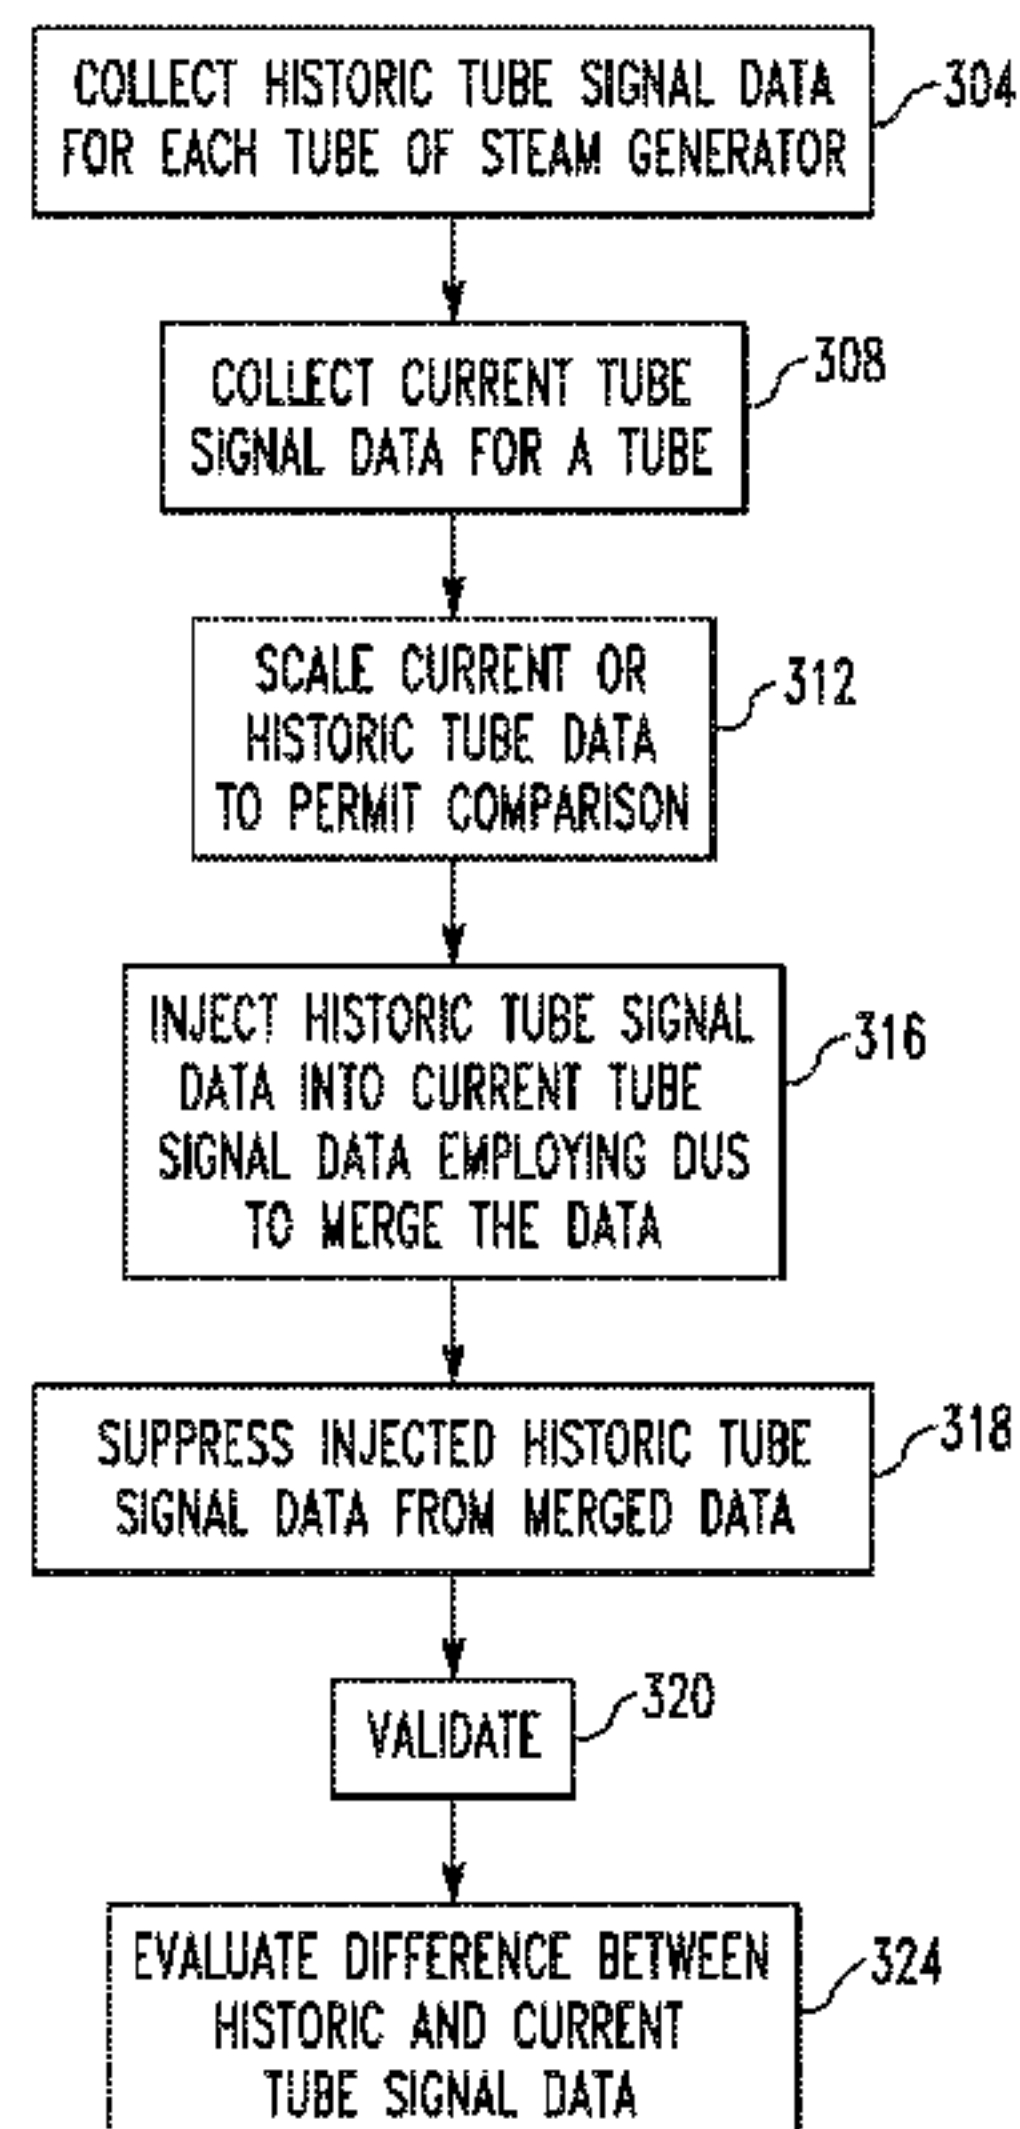 COLLECT HISTORIC TUBE SIGNAL DATA
FOR EACH TUBE OF STEAM GENERATOR
304
COLLECT CURRENT TUBE
SIGNAL DATA FOR A TUBE
308
SCALE CURRENT OR
HISTORIC TUBE DATA
TO PERMIT COMPARISON
312
INJECT HISTORIC TUBE SIGNAL
DATA INTO CURRENT TUBE
SIGNAL DATA EMPLOYING DUS
TO MERGE THE DATA
316
SUPPRESS INJECTED HISTORIC TUBE
SIGNAL DATA FROM MERGED DATA
318
VALIDATE
320
EVALUATE DIFFERENCE BETWEEN
HISTORIC AND CURRENT
TUBE SIGNAL DATA
324